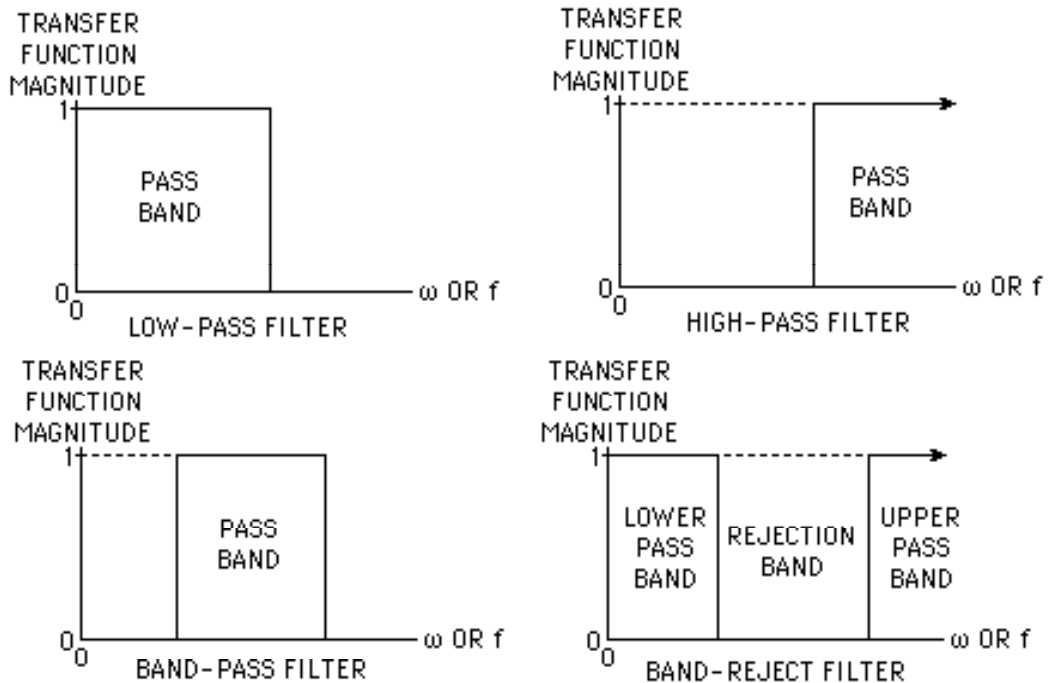 TRANSFER
FUNCTION
MAGNITUDE
1
PASS
BAND
0
0
ω OR f
LOW-PASS FILTER
TRANSFER
FUNCTION
MAGNITUDE
1
PASS
BAND
0
0
ω OR f
HIGH-PASS FILTER
TRANSFER
FUNCTION
MAGNITUDE
1
PASS
BAND
0
0
ω OR f
BAND-PASS FILTER
TRANSFER
FUNCTION
MAGNITUDE
1
LOWER
PASS
BAND
REJECTION
BAND
UPPER
PASS
BAND
0
0
ω OR f
BAND-REJECT FILTER